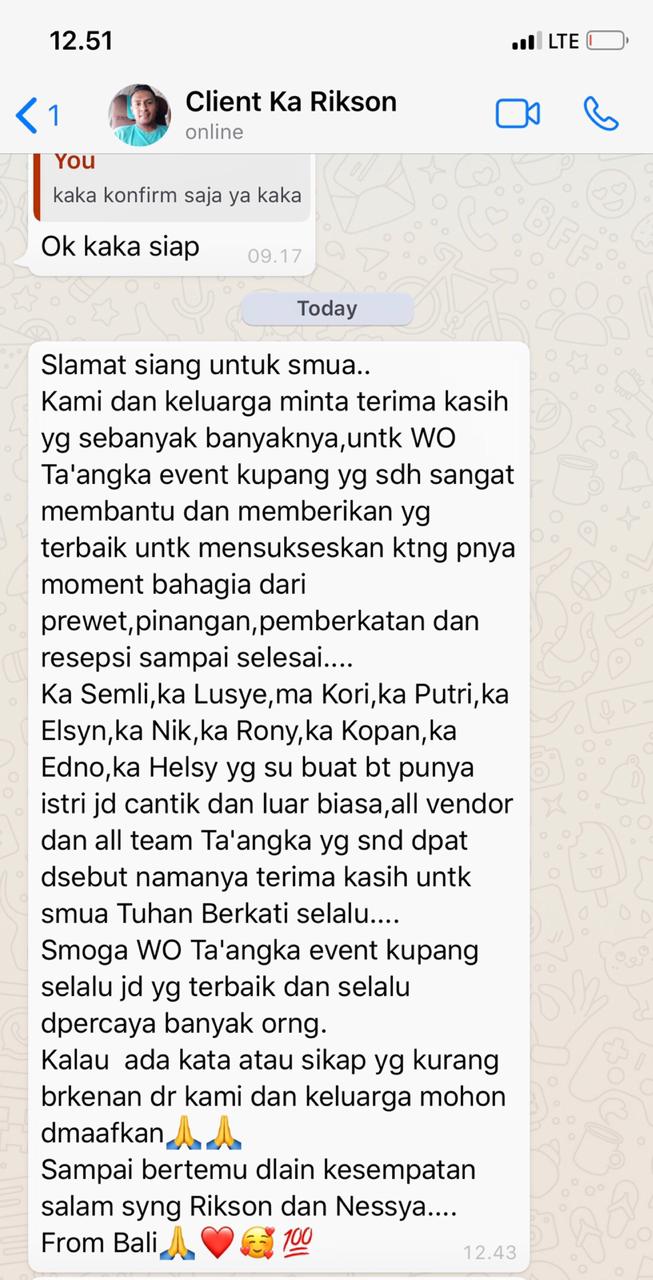 12.51
LTE
1
Client Ka Rikson
online
You
kaka konfirm saja ya kaka
Ok kaka siap
09.17
Today
Slamat siang untuk smua..
Kami dan keluarga minta terima kasih
yg sebanyak banyaknya,untk WO
Ta'angka event kupang yg sdh sangat
membantu dan memberikan yg
terbaik untk mensukseskan ktng pnya
moment bahagia dari
prewet,pinangan,pemberkatan dan
resepsi sampai selesai....
Ka Semli,ka Lusye,ma Kori,ka Putri,ka
Elsyn,ka Nik,ka Rony,ka Kopan,ka
Edno,ka Helsy yg su buat bt punya
istri jd cantik dan luar biasa,all vendor
dan all team Ta'angka yg snd dpat
dsebut namanya terima kasih untk
smua Tuhan Berkati selalu....
Smoga WO Ta'angka event kupang
selalu jd yg terbaik dan selalu
dpercaya banyak orng.
Kalau  ada kata atau sikap yg kurang
brkenan dr kami dan keluarga mohon
dmaafkan🙏🙏
Sampai bertemu dlain kesempatan
salam syng Rikson dan Nessya....
From Bali🙏❤️🥰💯
12.43